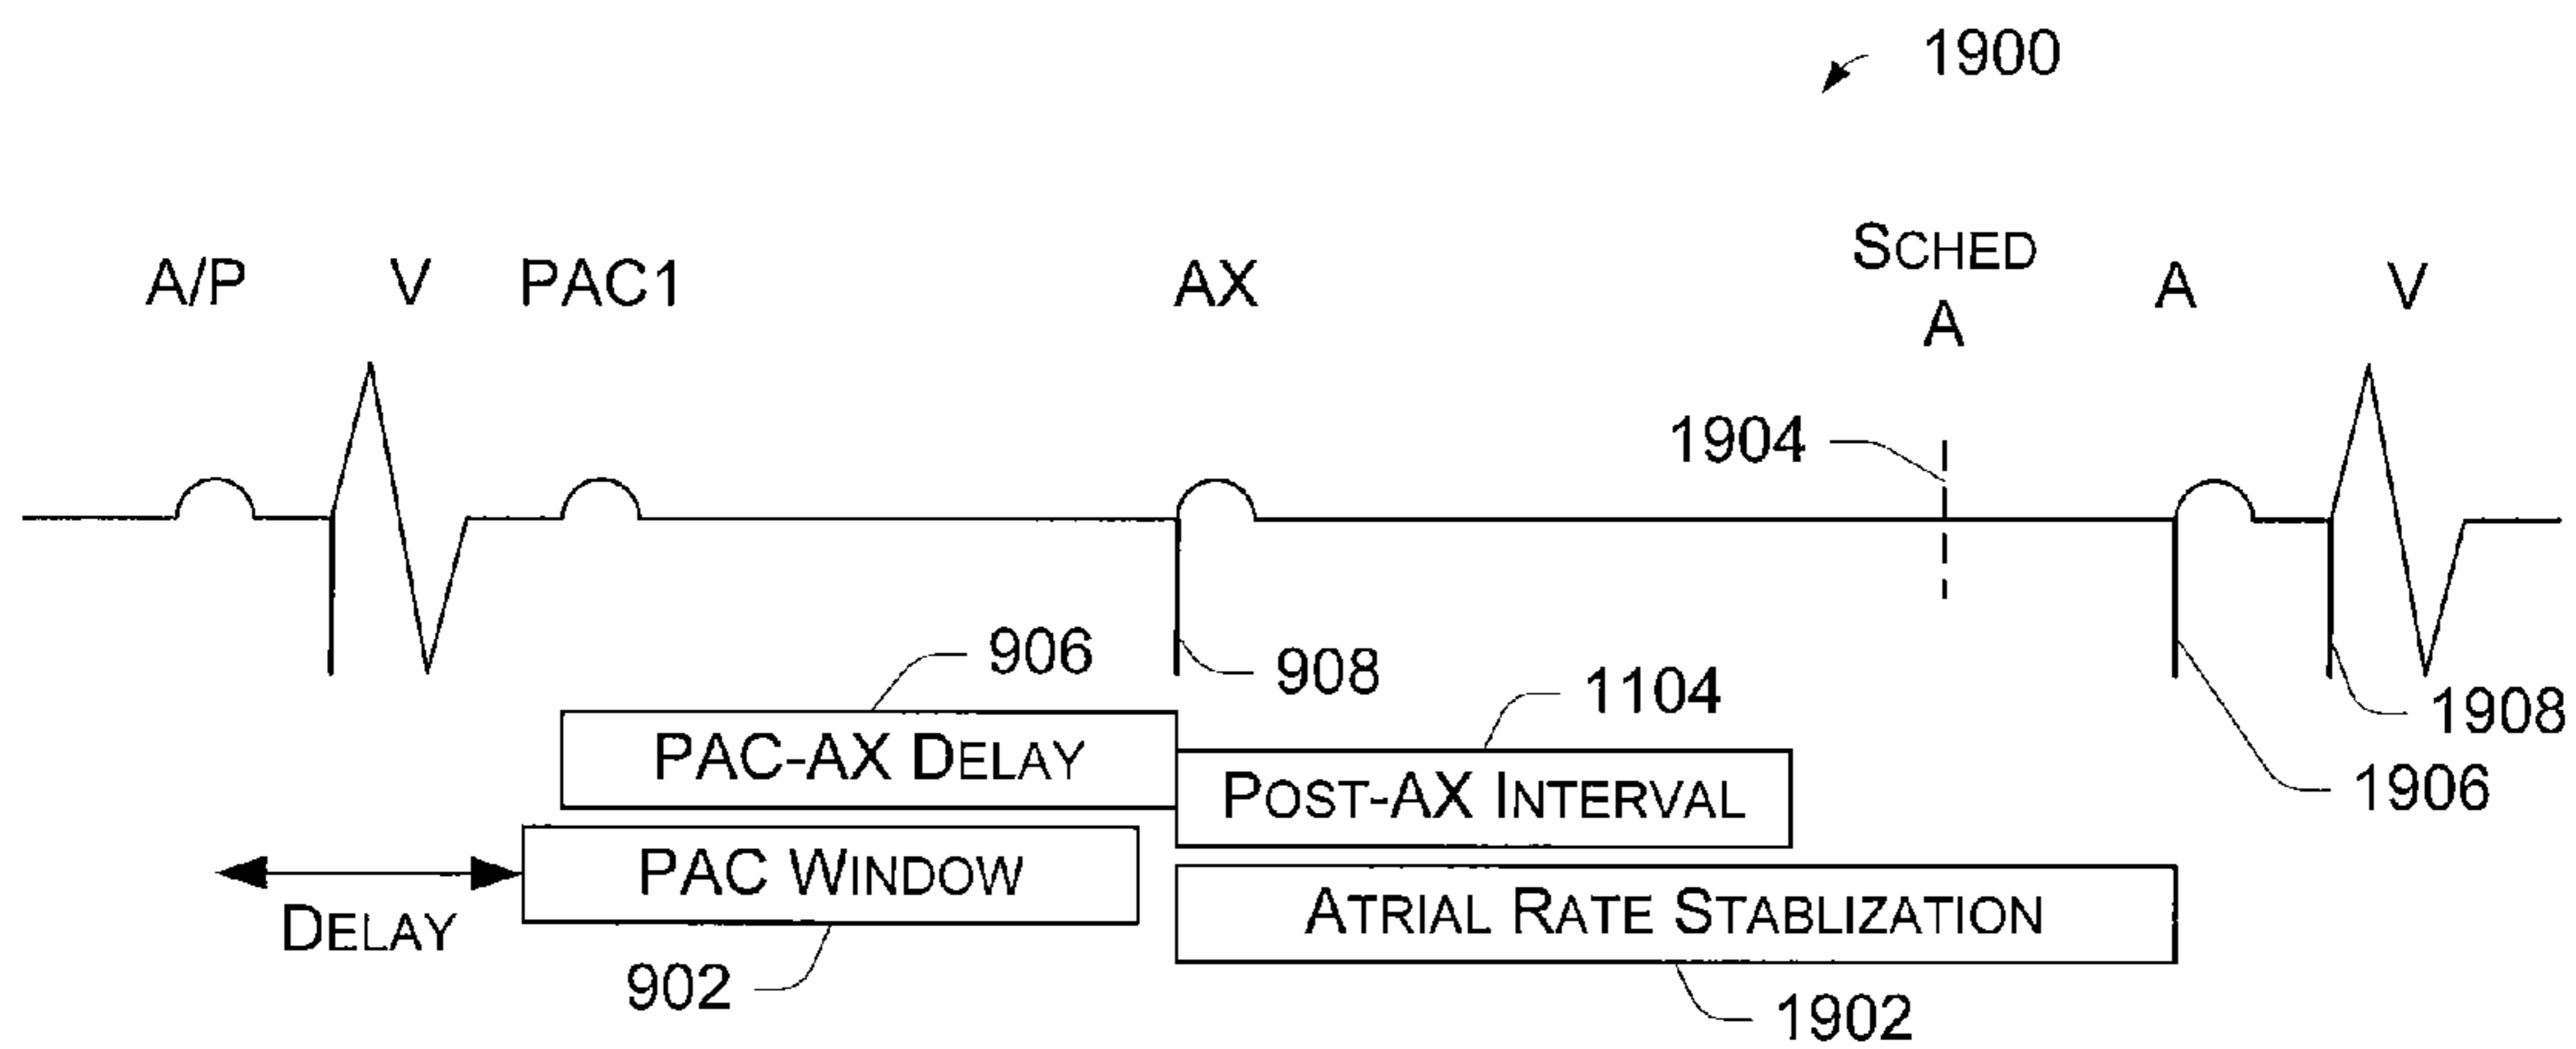 1900
A/P V PAC1 AX SCHED A A V
1904
906
908
1104
1908
PAC-AX DELAY
POST-AX INTERVAL
1906
PAC WINDOW
DELAY
ATRIAL RATE STABLIZATION
902
1902